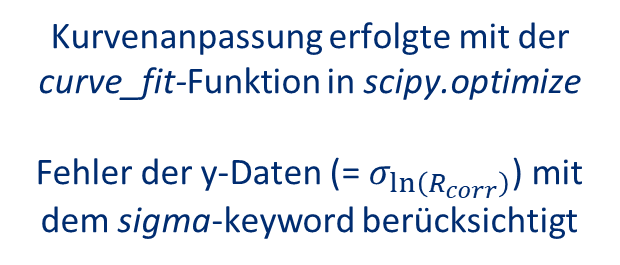 Kurvenanpassung erfolgte mit der
curve_fit-Funktion in scipy.optimize
Fehler der y-Daten (= σ_ln(R_corr)) mit
dem sigma-keyword berücksichtigt